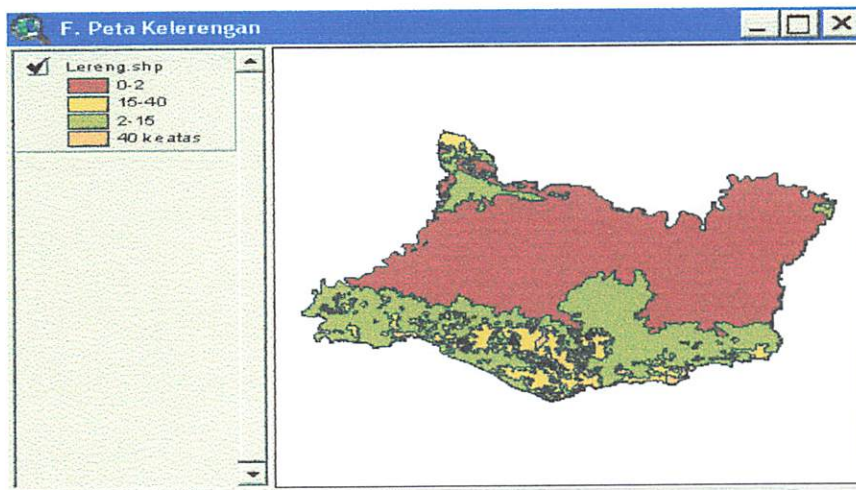 F. Peta Kelerengan
Lereng.shp
0-2
15-40
2-15
40 keatas